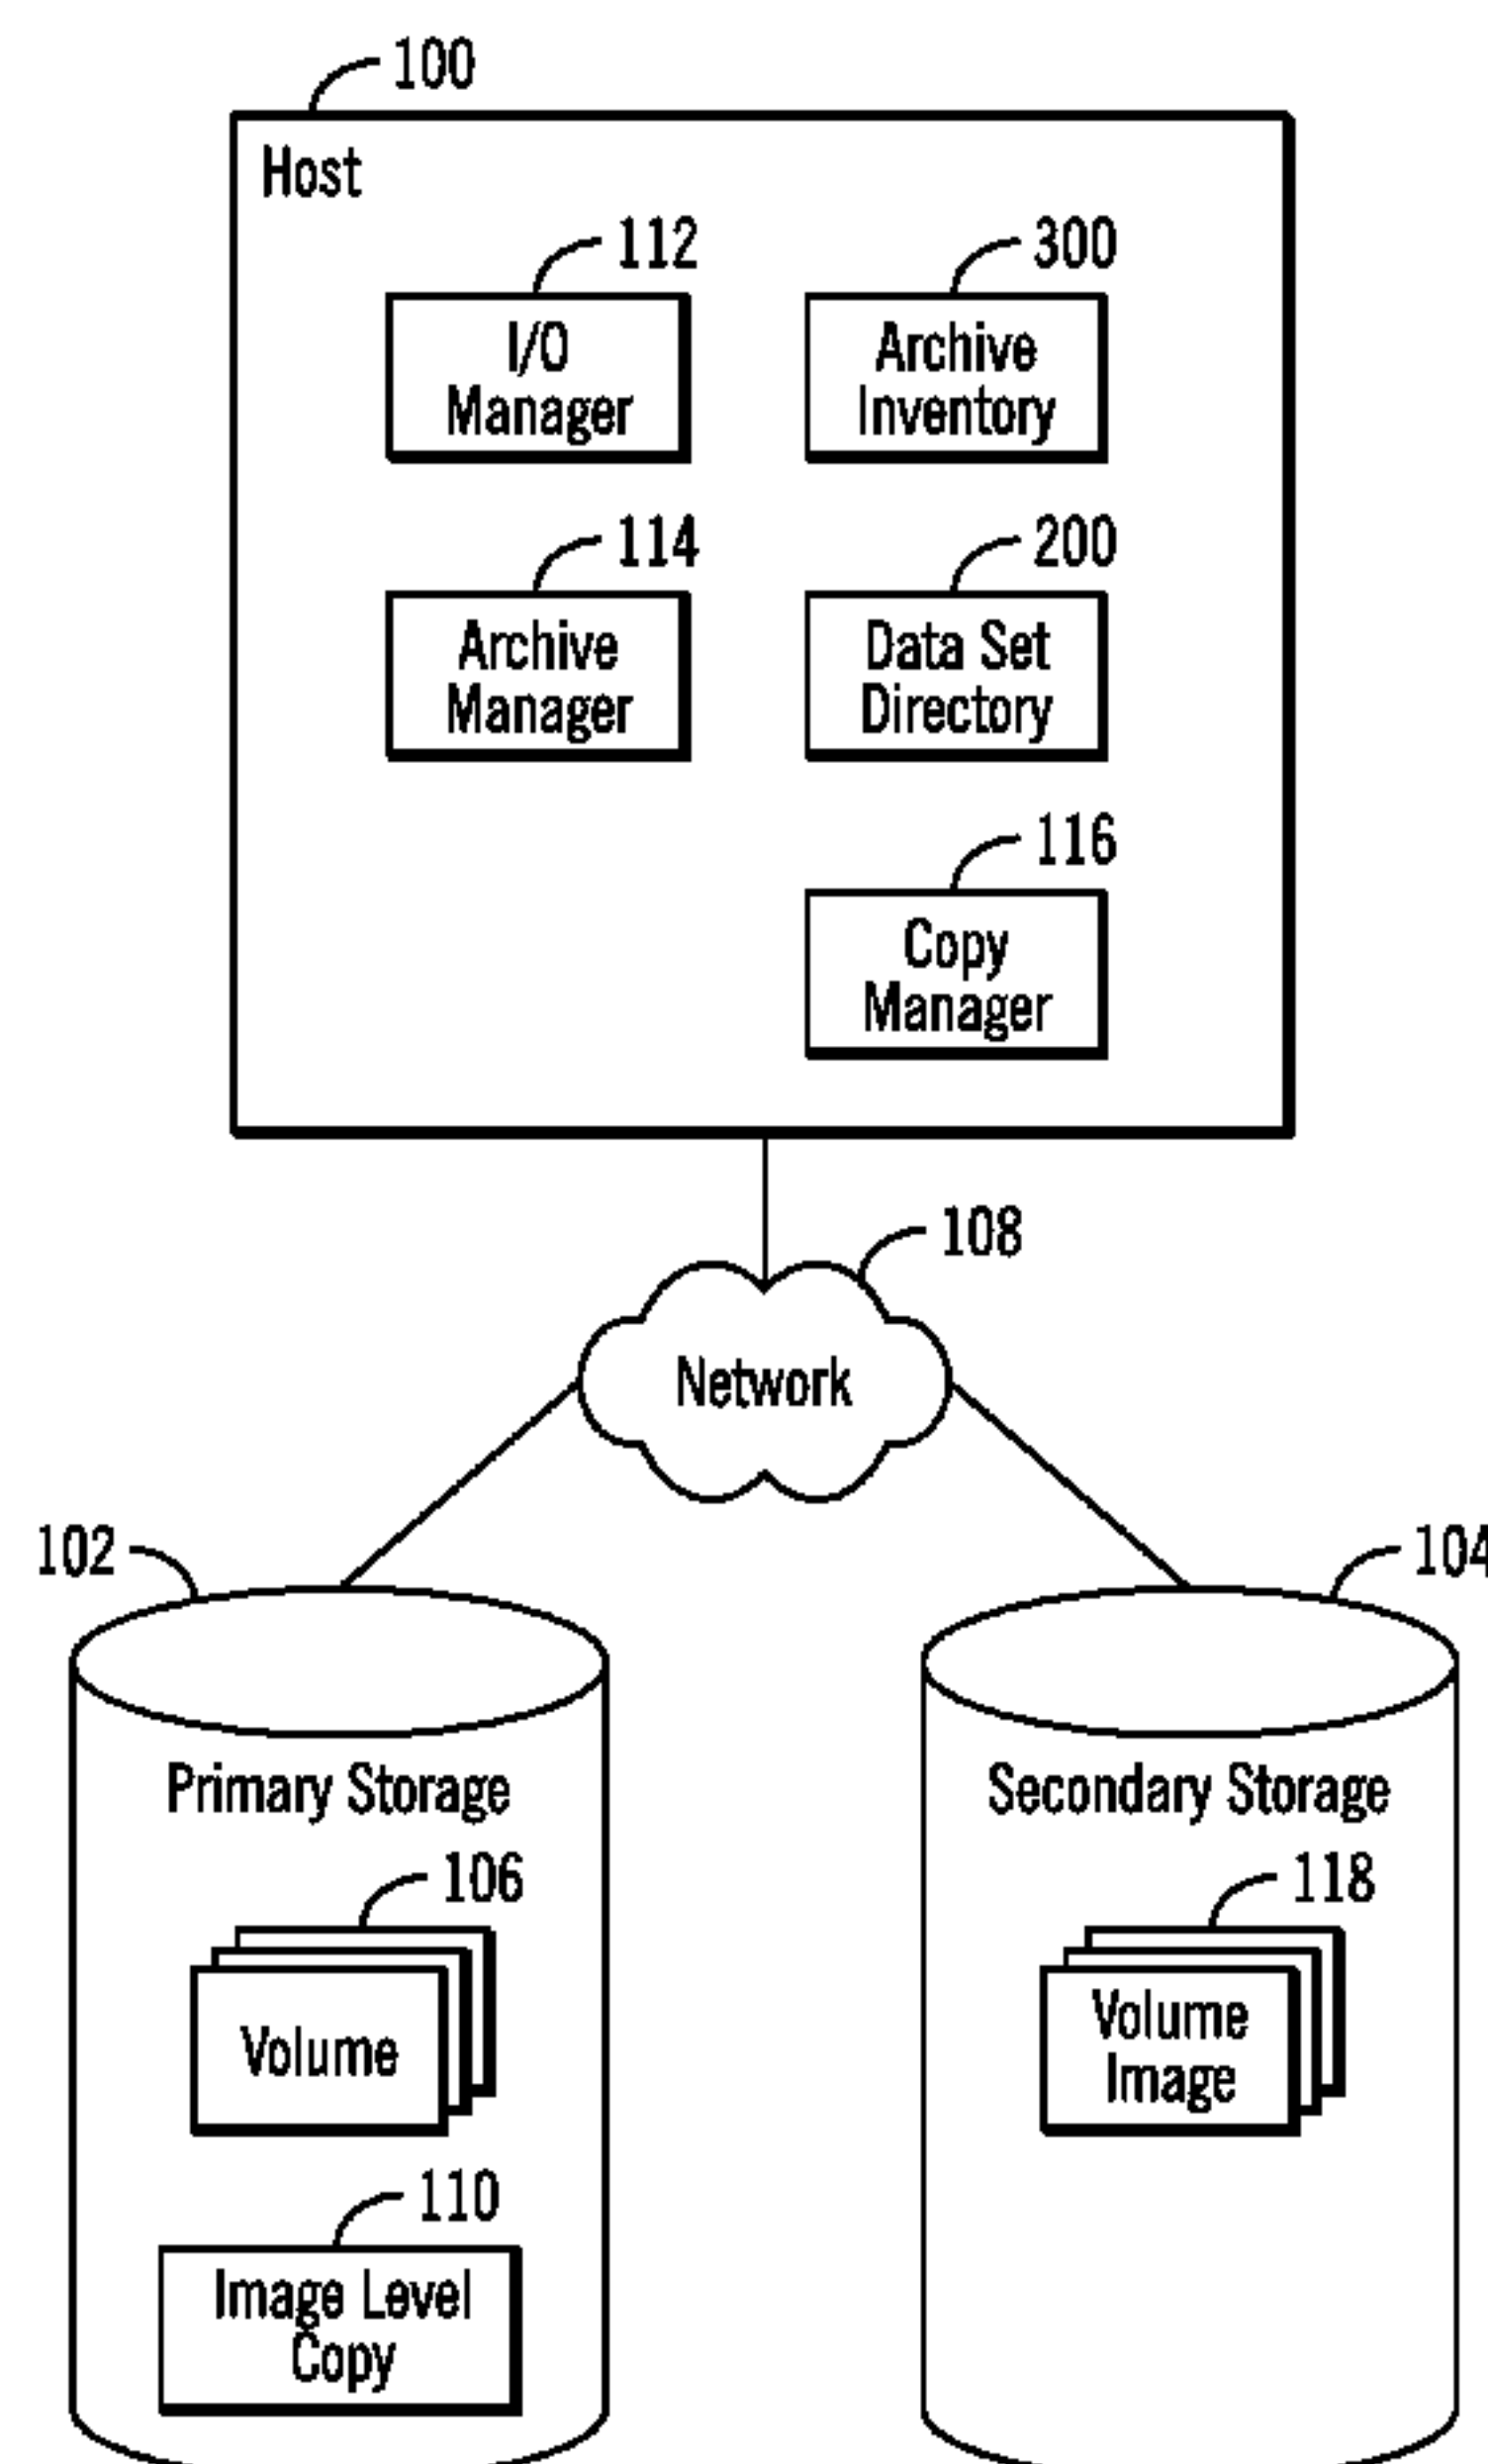 100
Host
112
300
I/O
Manager
Archive
Inventory
114
200
Archive
Manager
Data Set
Directory
116
Copy
Manager
108
Network
102
104
Primary Storage
Secondary Storage
106
118
Volume
Volume
Image
110
Image Level
Copy